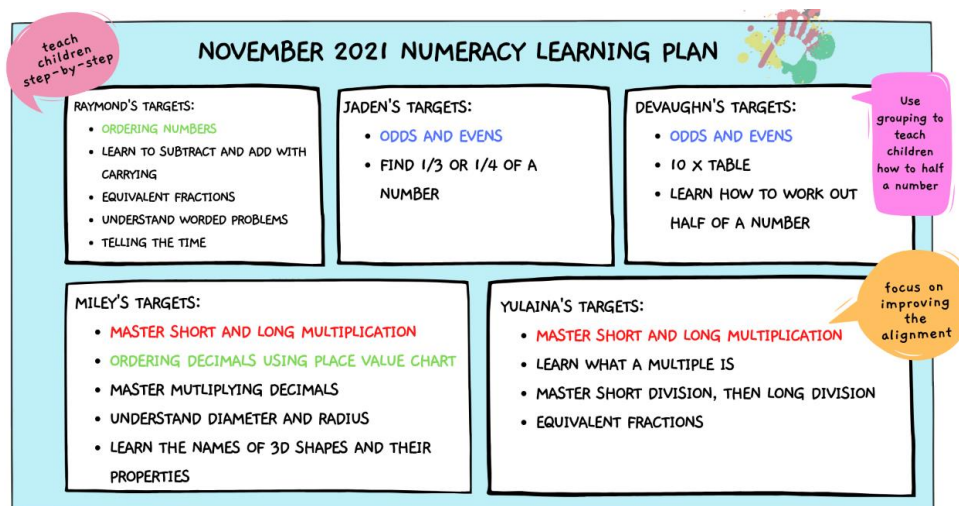 teach
children
step-by-step
NOVEMBER 2021 NUMERACY LEARNING PLAN
RAYMOND'S TARGETS:
• ORDERING NUMBERS
• LEARN TO SUBTRACT AND ADD WITH
CARRYING
• EQUIVALENT FRACTIONS
• UNDERSTAND WORDED PROBLEMS
• TELLING THE TIME
JADEN'S TARGETS:
• ODDS AND EVENS
• FIND 1/3 OR 1/4 OF A
NUMBER
DEVAUGHN'S TARGETS:
• ODDS AND EVENS
• 10 X TABLE
• LEARN HOW TO WORK OUT
HALF OF A NUMBER
Use
grouping to
teach
children
how to half
a number
MILEY'S TARGETS:
• MASTER SHORT AND LONG MULTIPLICATION
• ORDERING DECIMALS USING PLACE VALUE CHART
• MASTER MUTLIPLYING DECIMALS
• UNDERSTAND DIAMETER AND RADIUS
• LEARN THE NAMES OF 3D SHAPES AND THEIR
PROPERTIES
YULAINA'S TARGETS:
• MASTER SHORT AND LONG MULTIPLICATION
• LEARN WHAT A MULTIPLE IS
• MASTER SHORT DIVISION, THEN LONG DIVISION
• EQUIVALENT FRACTIONS
focus on
improving
the
alignment